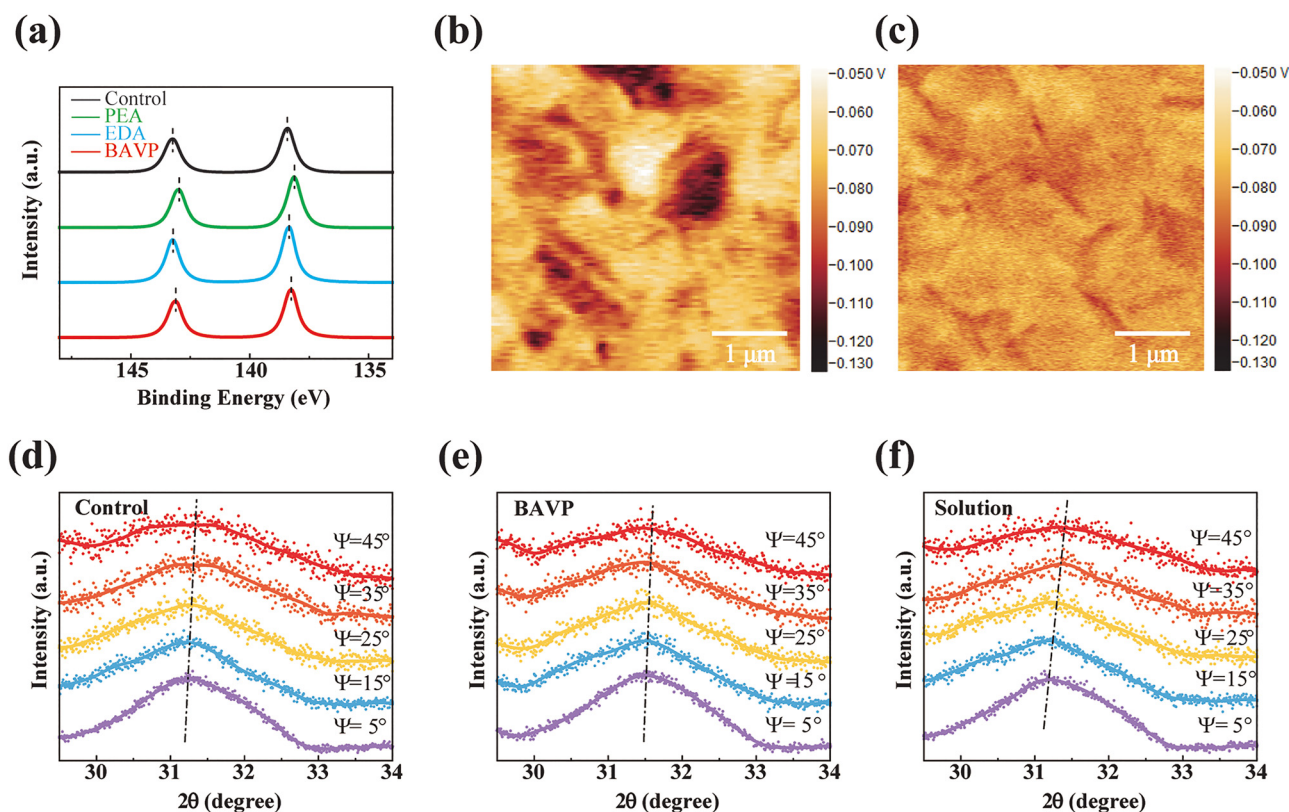 (a)
Control
PEA
EDA
BAVP
Intensity (a.u.)
145
140
135
Binding Energy (eV)
(b)
1 μm
−0.050 V
−0.060
−0.070
−0.080
−0.090
−0.100
−0.110
−0.120
−0.130
(c)
1 μm
−0.050 V
−0.060
−0.070
−0.080
−0.090
−0.100
−0.110
−0.120
−0.130
(d)
Control
Ψ=45°
Ψ=35°
Ψ=25°
Ψ=15°
Ψ= 5°
Intensity (a.u.)
30 31 32 33 34
2θ (degree)
(e)
BAVP
Ψ=45°
Ψ=35°
Ψ=25°
Ψ=15°
Ψ= 5°
Intensity (a.u.)
30 31 32 33 34
2θ (degree)
(f)
Solution
Ψ=45°
Ψ=35°
Ψ=25°
Ψ=15°
Ψ= 5°
Intensity (a.u.)
30 31 32 33 34
2θ (degree)